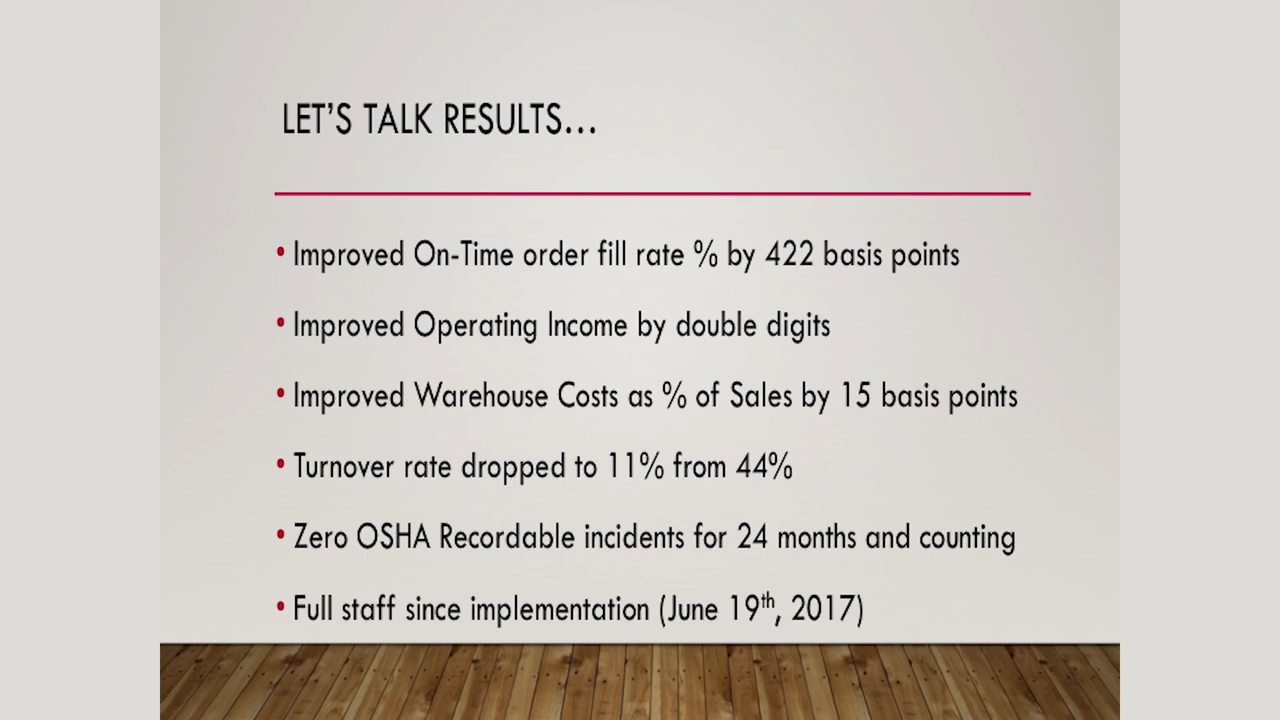 LET'S TALK RESULTS...
• Improved On-Time order fill rate % by 422 basis points
• Improved Operating Income by double digits
• Improved Warehouse Costs as % of Sales by 15 basis points
• Turnover rate dropped to 11% from 44%
• Zero OSHA Recordable incidents for 24 months and counting
• Full staff since implementation (June 19th, 2017)